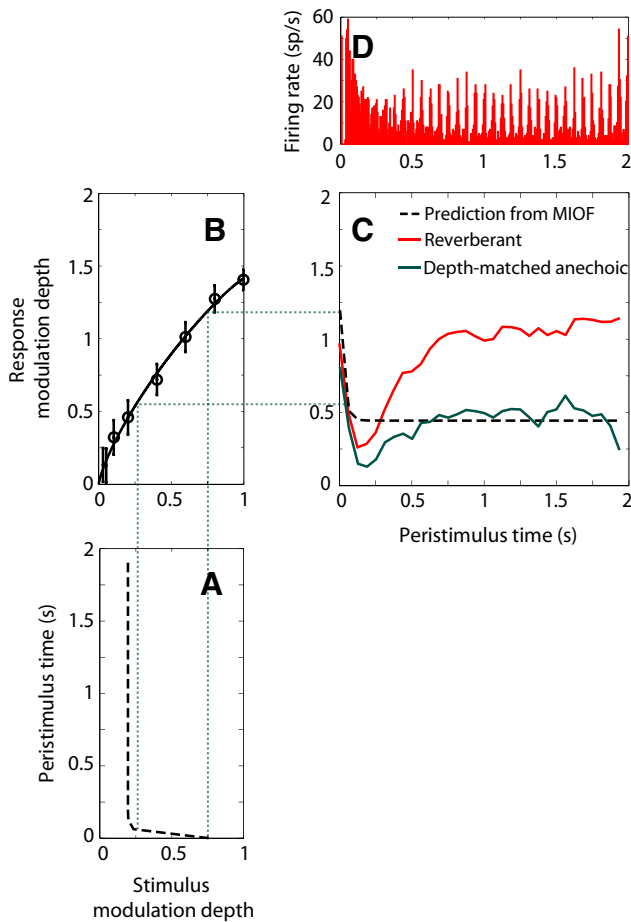 D
Firing rate (sp/s)
60
40
20
0
0
0.5
1
1.5
2
B
Response
modulation depth
2
1.5
1
0.5
0
0
0.5
1
C
Prediction from MIOF
Reverberant
Depth-matched anechoic
2
1.5
1
0.5
0
0
0.5
1
1.5
2
Peristimulus time (s)
A
Peristimulus time (s)
2
1.5
1
0.5
0
0
0.5
1
Stimulus
modulation depth